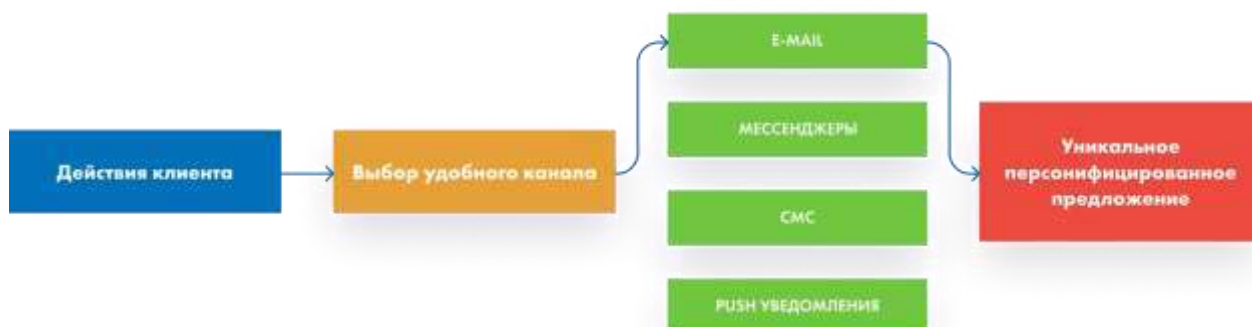 Действия клиента
Выбор удобного канала
E-MAIL
МЕССЕНДЖЕРЫ
СМС
PUSH УВЕДОМЛЕНИЯ
Уникальное
персонифицированное
предложение